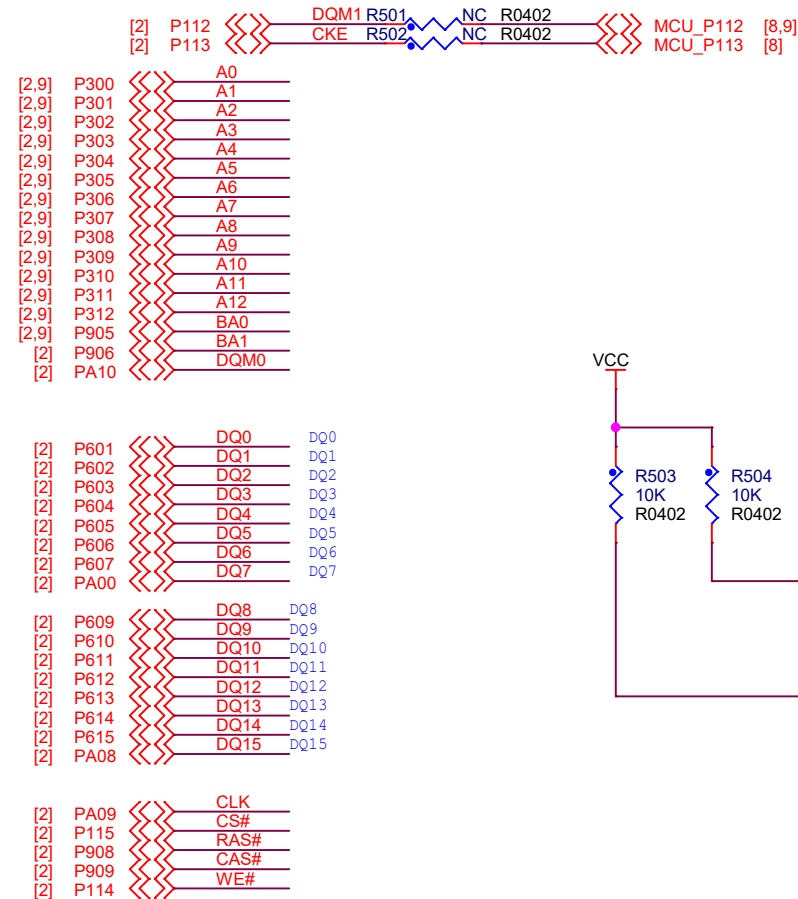 [2] P112 DQM1 R501 NC R0402 MCU_P112 [8,9]
[2] P113 CKE R502 NC R0402 MCU_P113 [8]
[2,9] P300 A0
[2,9] P301 A1
[2,9] P302 A2
[2,9] P303 A3
[2,9] P304 A4
[2,9] P305 A5
[2,9] P306 A6
[2,9] P307 A7
[2,9] P308 A8
[2,9] P309 A9
[2,9] P310 A10
[2,9] P311 A11
[2,9] P312 A12
[2,9] P905 BA0
[2] P906 BA1
[2] PA10 DQM0
VCC
R503
10K
R0402
R504
10K
R0402
[2] P601 DQ0 DQ0
[2] P602 DQ1 DQ1
[2] P603 DQ2 DQ2
[2] P604 DQ3 DQ3
[2] P605 DQ4 DQ4
[2] P606 DQ5 DQ5
[2] P607 DQ6 DQ6
[2] PA00 DQ7 DQ7
[2] P609 DQ8 DQ8
[2] P610 DQ9 DQ9
[2] P611 DQ10 DQ10
[2] P612 DQ11 DQ11
[2] P613 DQ12 DQ12
[2] P614 DQ13 DQ13
[2] P615 DQ14 DQ14
[2] PA08 DQ15 DQ15
[2] PA09 CLK
[2] P115 CS#
[2] P908 RAS#
[2] P909 CAS#
[2] P114 WE#